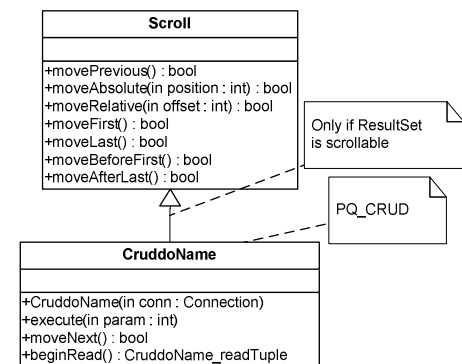 Scroll
+movePrevious() : bool
+moveAbsolute(in position : int) : bool
+moveRelative(in offset : int) : bool
+moveFirst() : bool
+moveLast() : bool
+moveBeforeFirst() : bool
+moveAfterLast() : bool
Only if ResultSet
is scrollable
PQ_CRUD
CruddoName
+CruddoName(in conn : Connection)
+execute(in param : int)
+moveNext() : bool
+beginRead() : CruddoName_readTuple